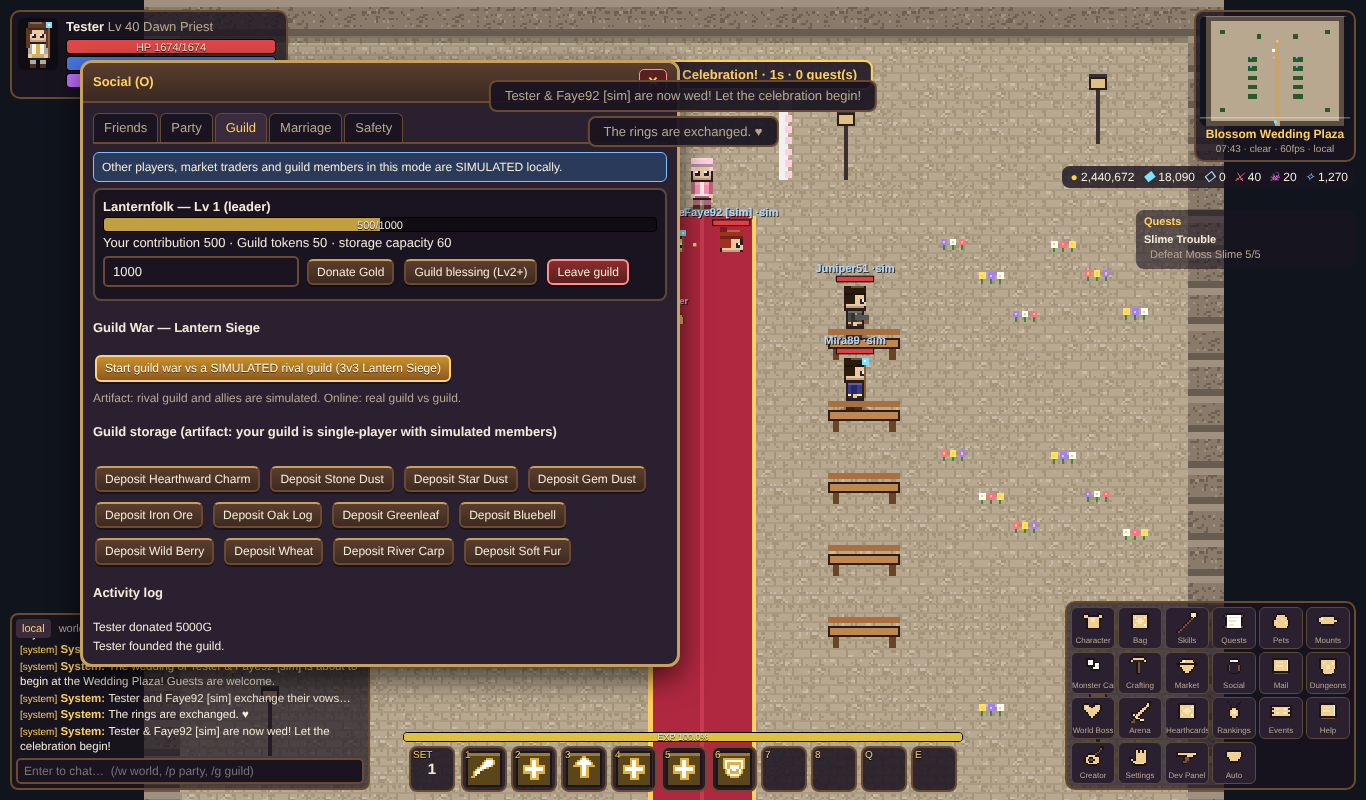 Tester Lv 40 Dawn Priest
HP 1674/1674
Social (O)
Celebration! · 1s · 0 guest(s)
Tester & Faye92 [sim] are now wed! Let the celebration begin!
The rings are exchanged. ♥
Friends
Party
Guild
Marriage
Safety
Other players, market traders and guild members in this mode are SIMULATED locally.
Lanternfolk — Lv 1 (leader)
500/1000
Your contribution 500 · Guild tokens 50 · storage capacity 60
1000
Donate Gold
Guild blessing (Lv2+)
Leave guild
Guild War — Lantern Siege
Start guild war vs a SIMULATED rival guild (3v3 Lantern Siege)
Artifact: rival guild and allies are simulated. Online: real guild vs guild.
Guild storage (artifact: your guild is single-player with simulated members)
Deposit Hearthward Charm
Deposit Stone Dust
Deposit Star Dust
Deposit Gem Dust
Deposit Iron Ore
Deposit Oak Log
Deposit Greenleaf
Deposit Bluebell
Deposit Wild Berry
Deposit Wheat
Deposit River Carp
Deposit Soft Fur
Activity log
Tester donated 5000G
Tester founded the guild.
Faye92 [sim] ·sim
Juniper51 ·sim
Mira89 ·sim
Blossom Wedding Plaza
07:43 · clear · 60fps · local
2,440,672 18,090 0 40 20 1,270
Quests
Slime Trouble
Defeat Moss Slime 5/5
local
[system] System: The wedding of Tester & Faye92 [sim] is about to
begin at the Wedding Plaza! Guests are welcome.
[system] System: Tester and Faye92 [sim] exchange their vows…
[system] System: The rings are exchanged. ♥
[system] System: Tester & Faye92 [sim] are now wed! Let the
celebration begin!
Enter to chat… (/w world, /p party, /g guild)
EXP 100.0%
SET
1
1
2
3
4
5
6
7
8
Q
E
Character
Bag
Skills
Quests
Pets
Mounts
Monster Ca
Crafting
Market
Social
Mail
Dungeons
World Boss
Arena
Hearthcards
Rankings
Events
Help
Creator
Settings
Dev Panel
Auto